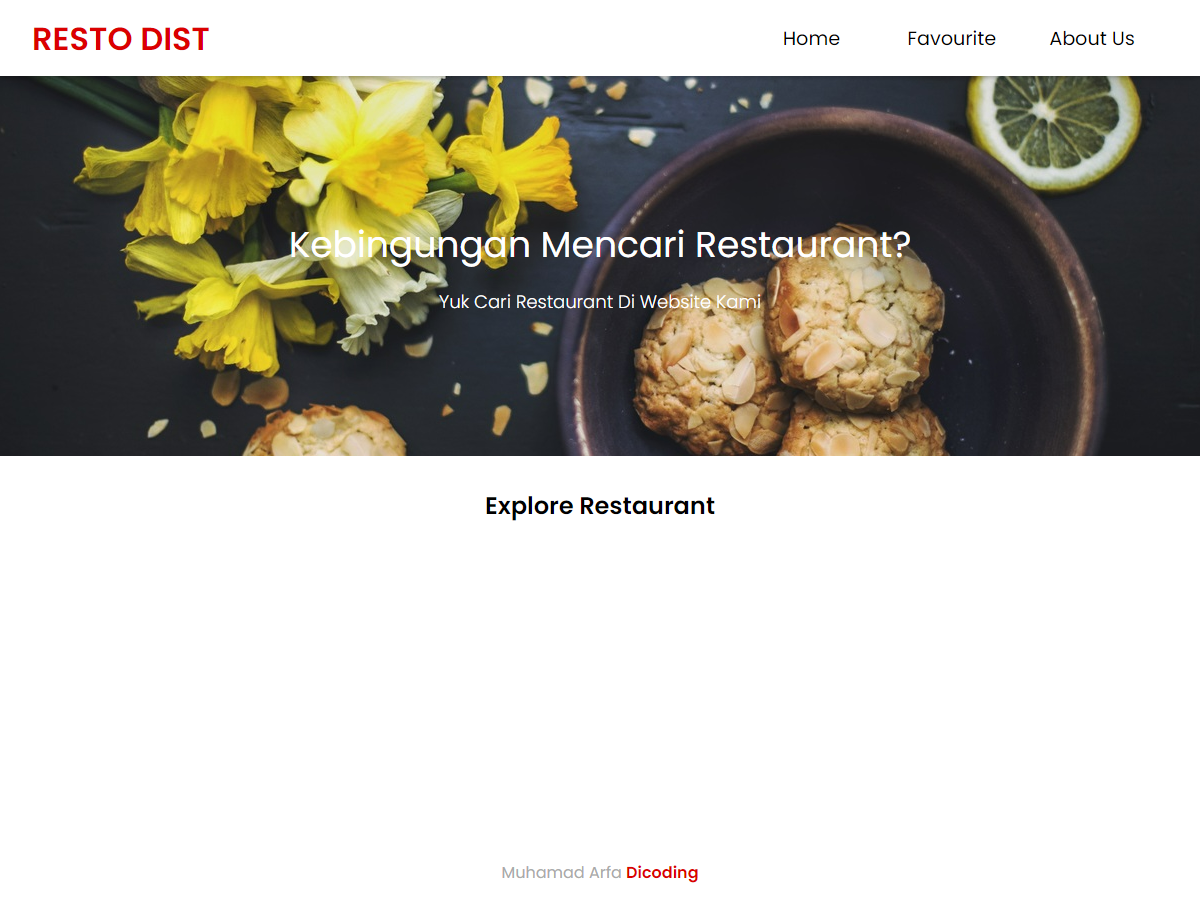 RESTO DIST
Home Favourite About Us
Kebingungan Mencari Restaurant?
Yuk Cari Restaurant Di Website Kami
Explore Restaurant
Muhamad Arfa Dicoding